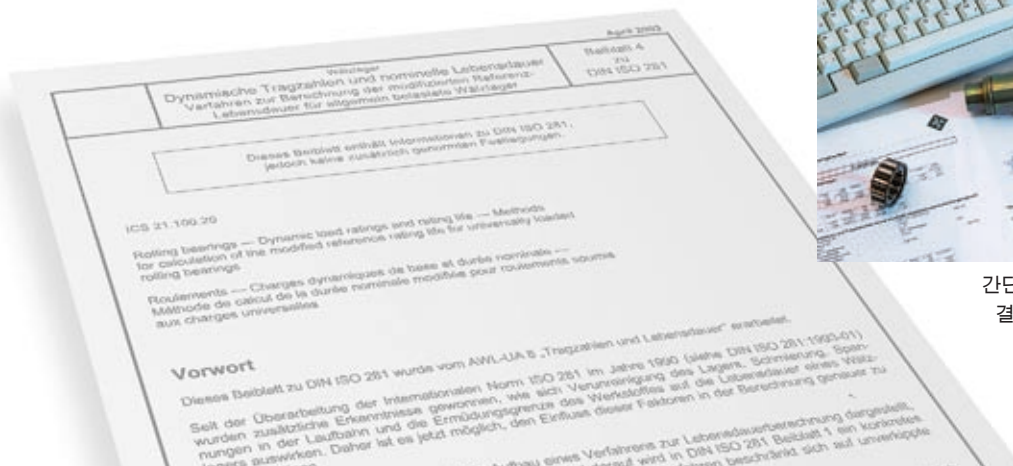 April 2003
Wälzlager
Dynamische Tragzahlen und nominelle Lebensdauer
Verfahren zur Berechnung der modifizierten Referenz-
Lebensdauer für allgemein belastete Wälzlager
Beiblatt 4
zu
DIN ISO 281
Dieses Beiblatt enthält Informationen zu DIN ISO 281,
jedoch keine zusätzlich genormten Festlegungen.
ICS 21.100.20
Rolling bearings — Dynamic load ratings and rating life — Methods
for calculation of the modified reference rating life for universally loaded
rolling bearings
Roulements — Charges dynamiques de base et durée nominale —
Méthode de calcul de la durée nominale modifiée pour roulements soumis
aux charges universelles
Vorwort
Dieses Beiblatt zu DIN ISO 281 wurde vom AWL-UA 8 „Tragzahlen und Lebensdauer" erarbeitet.
Seit der Überarbeitung der Internationalen Norm ISO 281 im Jahre 1990 (siehe DIN ISO 281:1993-01)
wurden zusätzliche Erkenntnisse gewonnen, wie sich Verunreinigung des Lagers, Schmierung, Span-
nungen in der Laufbahn und die Ermüdungsgrenze des Werkstoffes auf die Lebensdauer eines Wälz-
lagers auswirken. Daher ist es jetzt möglich, den Einfluss dieser Faktoren in der Berechnung genauer zu
Aufbau eines Verfahrens zur Lebensdauerberechnung dargestellt,
darauf wird in DIN ISO 281 Beiblatt 1 ein konkretes
beschränkt sich auf unverkippte
간단
결